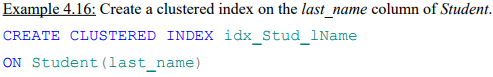 Example 4.16: Create a clustered index on the last_name column of Student.
CREATE CLUSTERED INDEX idx_Stud_lName
ON Student(last_name)